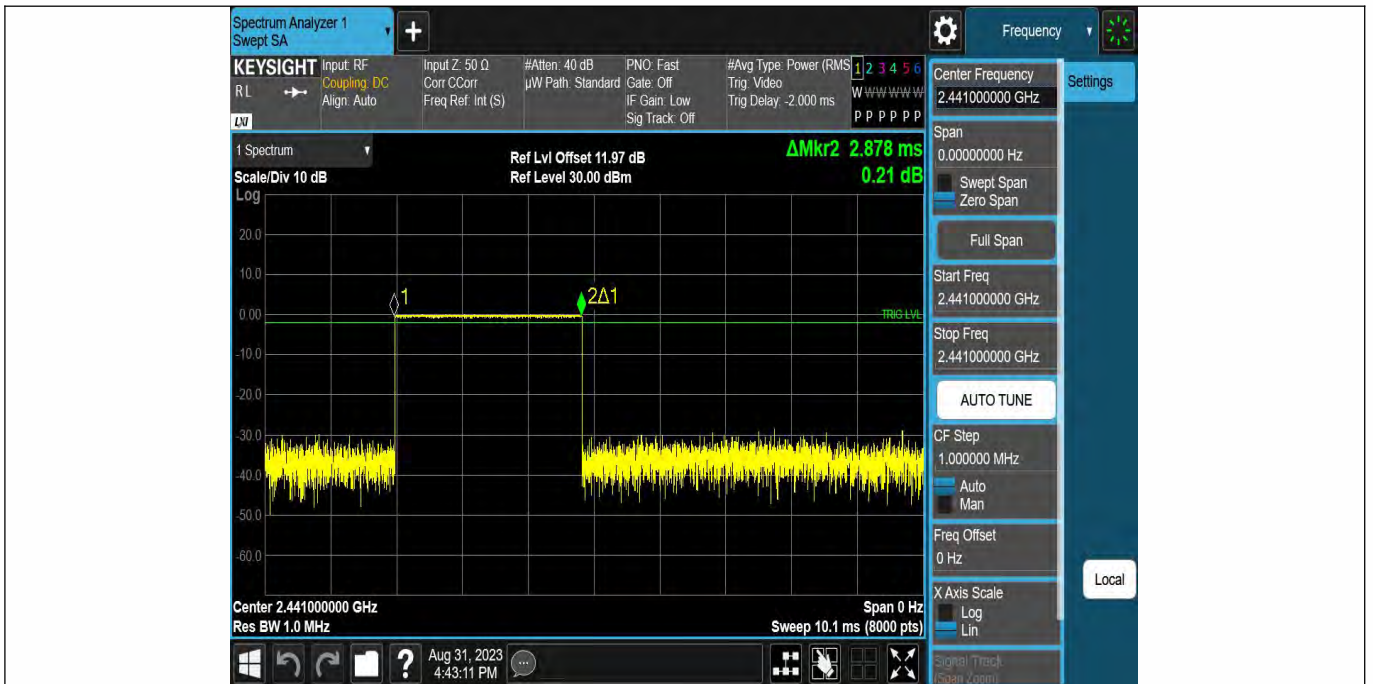 Spectrum Analyzer 1
Swept SA
+
Frequency
KEYSIGHT
RL
LXI
Input: RF
Coupling: DC
Align: Auto
Input Z: 50 Ω
Corr CCorr
Freq Ref: Int (S)
#Atten: 40 dB
µW Path: Standard
PNO: Fast
Gate: Off
IF Gain: Low
Sig Track: Off
#Avg Type: Power (RMS
Trig: Video
Trig Delay: -2.000 ms
1 2 3 4 5 6
W W W W W W
P P P P P P
Center Frequency
2.441000000 GHz
Settings
Span
0.00000000 Hz
Swept Span
Zero Span
Full Span
Start Freq
2.441000000 GHz
Stop Freq
2.441000000 GHz
AUTO TUNE
CF Step
1.000000 MHz
Auto
Man
Freq Offset
0 Hz
X Axis Scale
Log
Lin
Signal Track
(Span Zoom)
Local
1 Spectrum
Scale/Div 10 dB
Ref Lvl Offset 11.97 dB
Ref Level 30.00 dBm
ΔMkr2 2.878 ms
0.21 dB
Log
20.0
10.0
0.00
-10.0
-20.0
-30.0
-40.0
-50.0
-60.0
1
2Δ1
TRIG LVL
Center 2.441000000 GHz
Span 0 Hz
Res BW 1.0 MHz
Sweep 10.1 ms (8000 pts)
?
Aug 31, 2023
4:43:11 PM